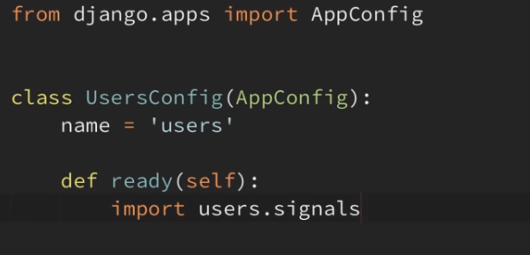 from django.apps import AppConfig
class UsersConfig(AppConfig):
    name = 'users'
    def ready(self):
        import users.signals